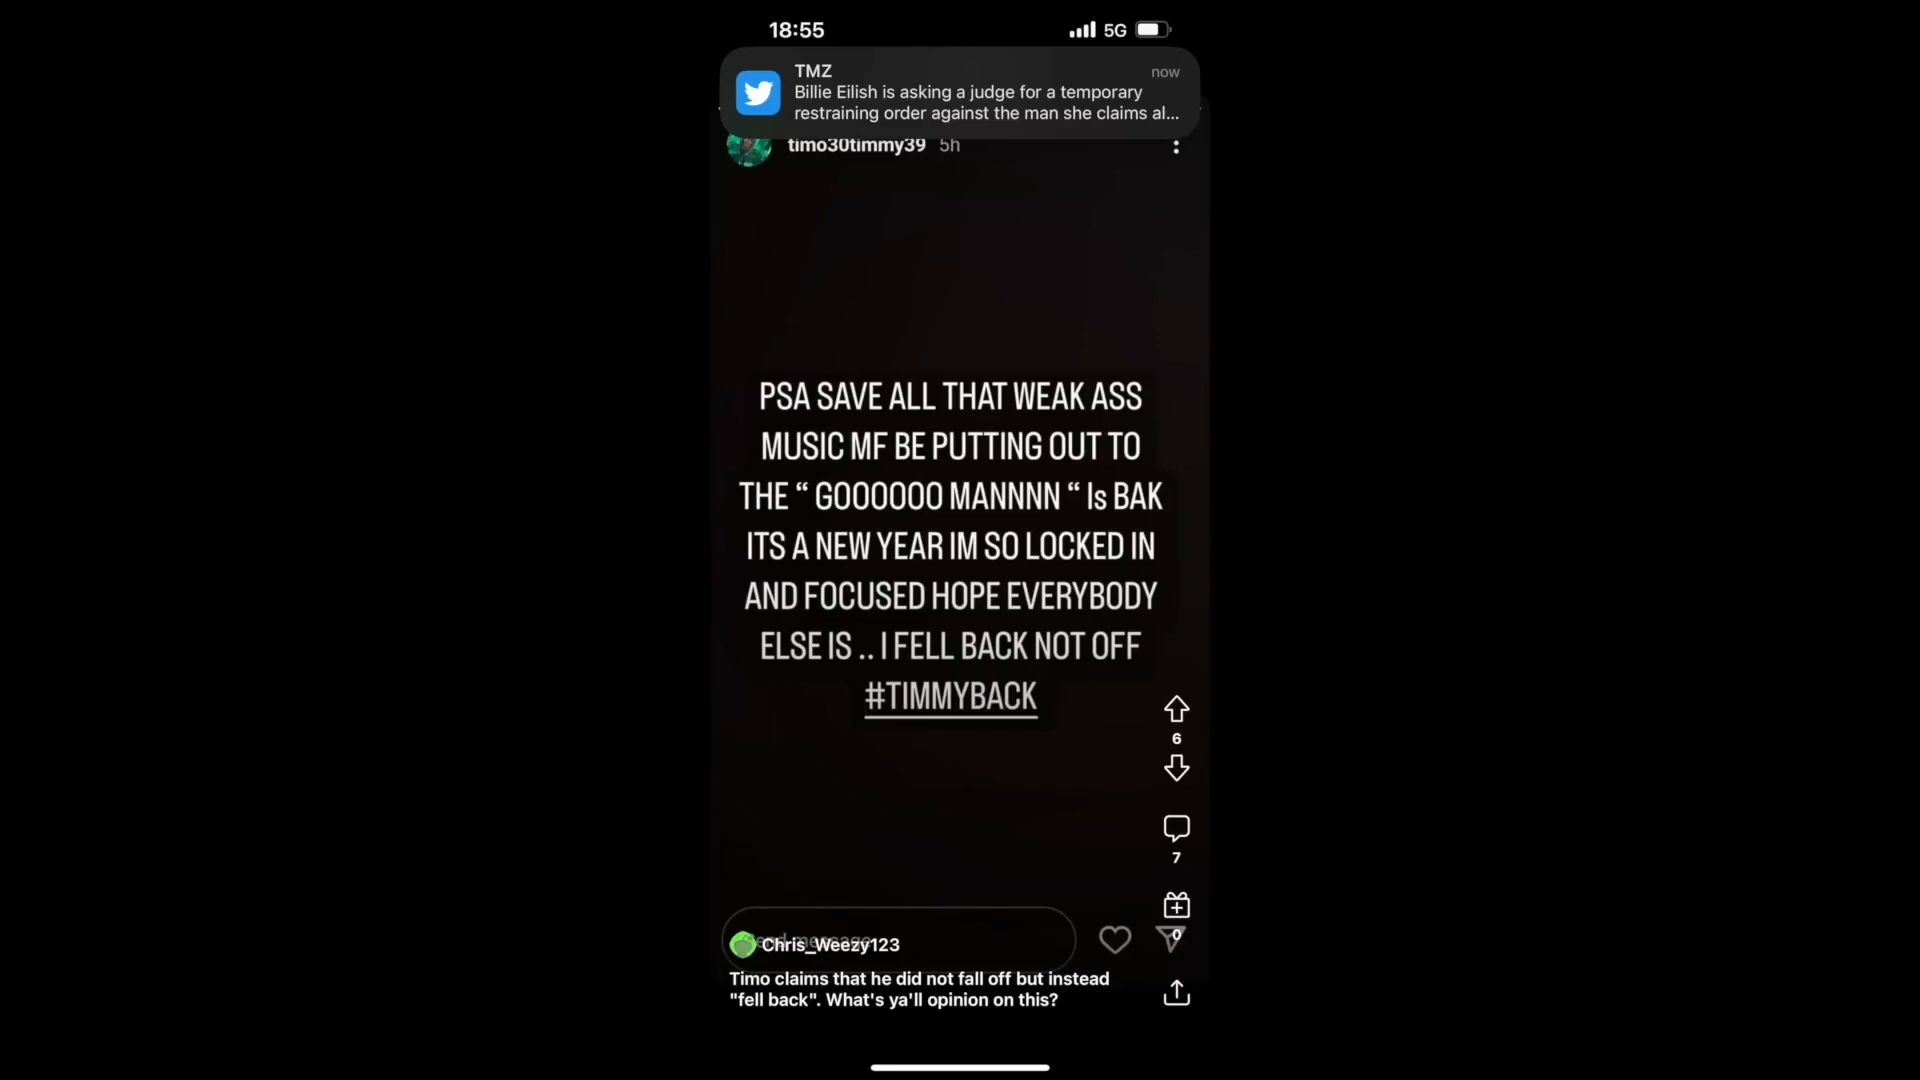 18:55
5G
TMZ
now
Billie Eilish is asking a judge for a temporary
restraining order against the man she claims al...
timo30timmy39 5h
PSA SAVE ALL THAT WEAK ASS
MUSIC MF BE PUTTING OUT TO
THE “ GOOOOOO MANNNN “ Is BAK
ITS A NEW YEAR IM SO LOCKED IN
AND FOCUSED HOPE EVERYBODY
ELSE IS .. I FELL BACK NOT OFF
#TIMMYBACK
6
7
0
Send message
Chris_Weezy123
Timo claims that he did not fall off but instead
"fell back". What's ya'll opinion on this?